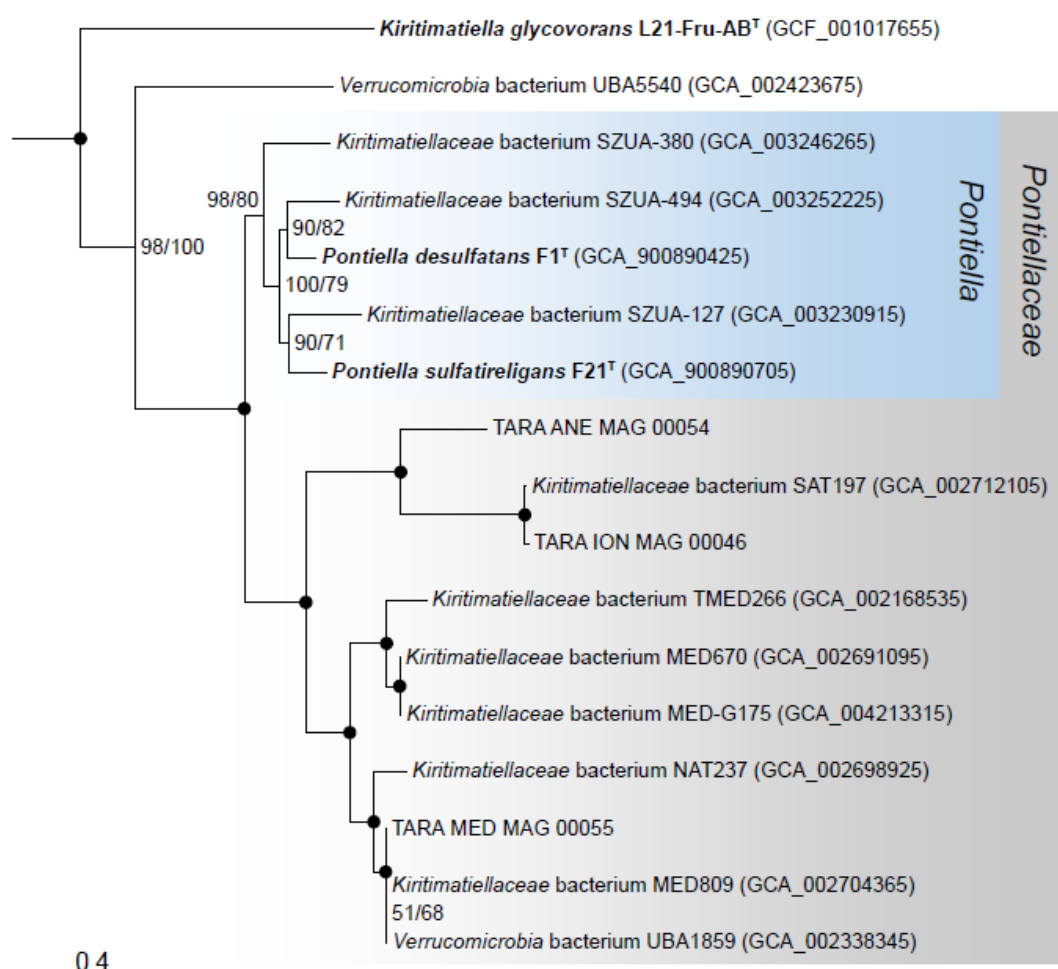 Kiritimatiella glycovorans L21-Fru-ABᵀ (GCF_001017655)
Verrucomicrobia bacterium UBA5540 (GCA_002423675)
Kiritimatiellaceae bacterium SZUA-380 (GCA_003246265)
98/80
Kiritimatiellaceae bacterium SZUA-494 (GCA_003252225)
90/82
98/100
Pontiella desulfatans F1ᵀ (GCA_900890425)
100/79
Kiritimatiellaceae bacterium SZUA-127 (GCA_003230915)
90/71
Pontiella sulfatireligans F21ᵀ (GCA_900890705)
Pontiella
Pontiellaceae
TARA ANE MAG 00054
Kiritimatiellaceae bacterium SAT197 (GCA_002712105)
TARA ION MAG 00046
Kiritimatiellaceae bacterium TMED266 (GCA_002168535)
Kiritimatiellaceae bacterium MED670 (GCA_002691095)
Kiritimatiellaceae bacterium MED-G175 (GCA_004213315)
Kiritimatiellaceae bacterium NAT237 (GCA_002698925)
TARA MED MAG 00055
Kiritimatiellaceae bacterium MED809 (GCA_002704365)
51/68
Verrucomicrobia bacterium UBA1859 (GCA_002338345)
0.4